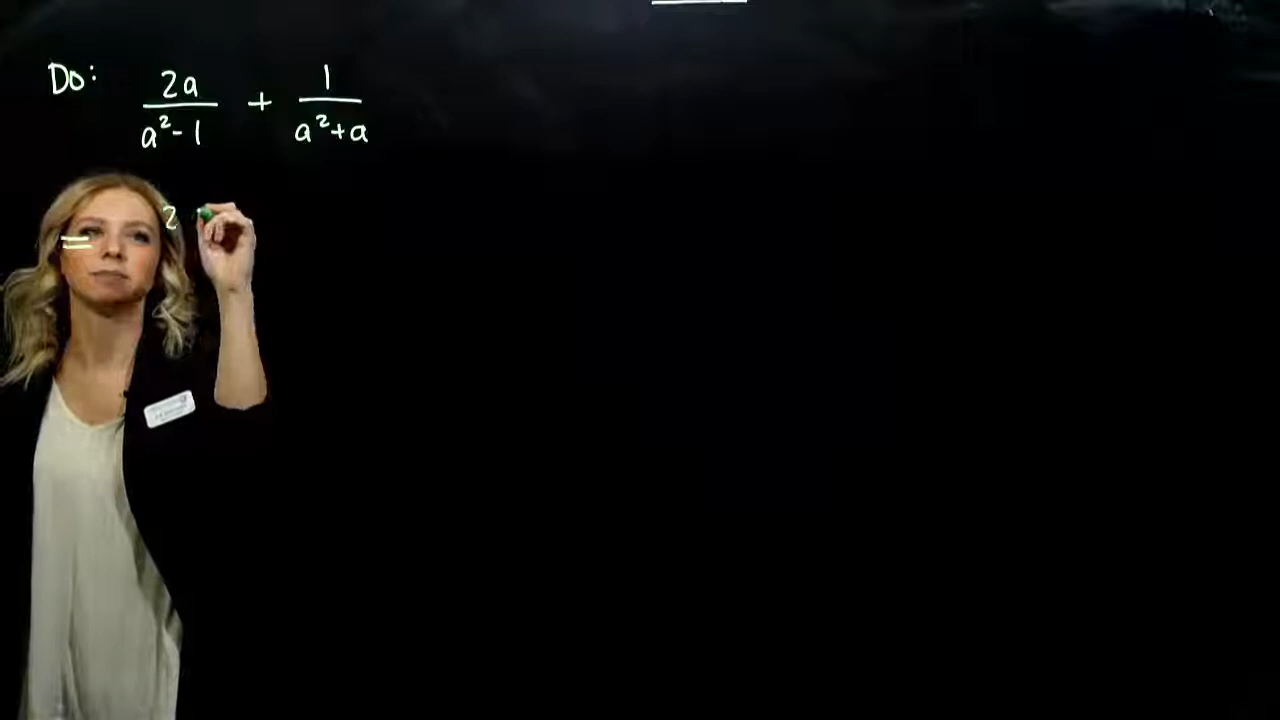 Do: 2a/(a²-1) + 1/(a²+a)
= 2